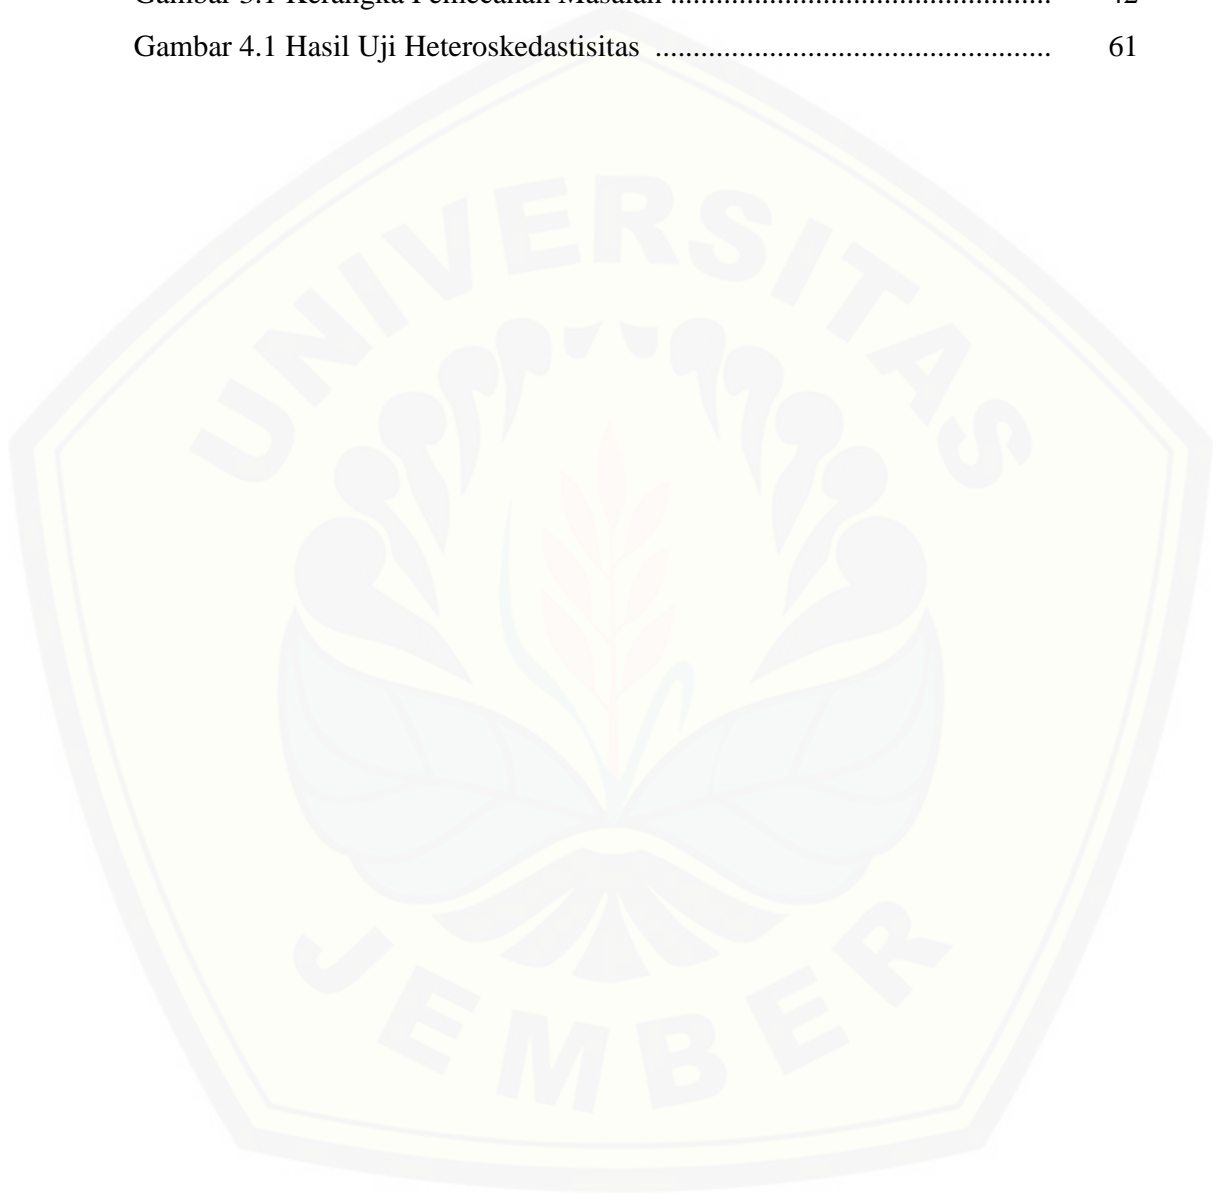 Gambar 3.1 Kerangka Pemecahan Masalah .................................................. 42
Gambar 4.1 Hasil Uji Heteroskedastisitas .................................................... 61
UNIVERSITAS
JEMBER